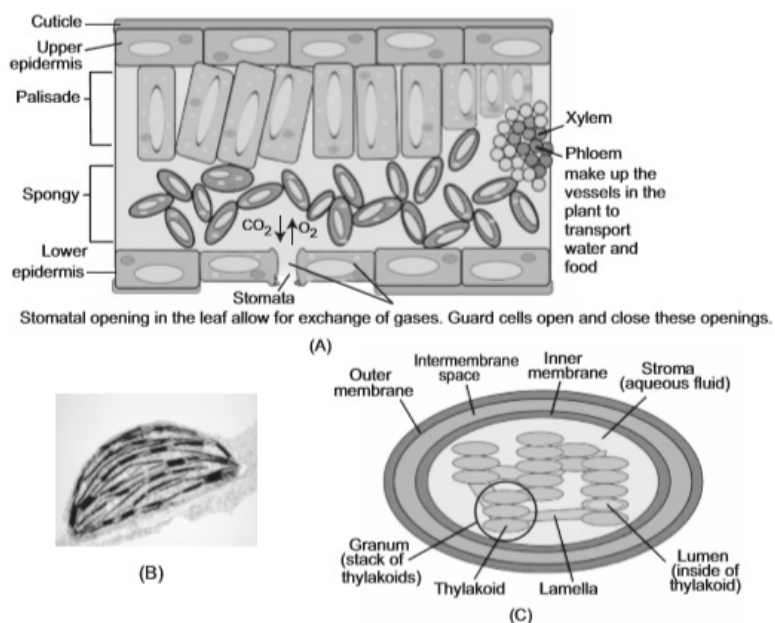 Cuticle
Upper
epidermis
Palisade
Xylem
Phloem
make up the
vessels in the
plant to
transport
water and
food
Spongy
CO2
O2
Lower
epidermis
Stomata
Stomatal opening in the leaf allow for exchange of gases. Guard cells open and close these openings.
(A)
(B)
Outer
membrane
Intermembrane
space
Inner
membrane
Stroma
(aqueous fluid)
Granum
(stack of
thylakoids)
Thylakoid
Lamella
Lumen
(inside of
thylakoid)
(C)